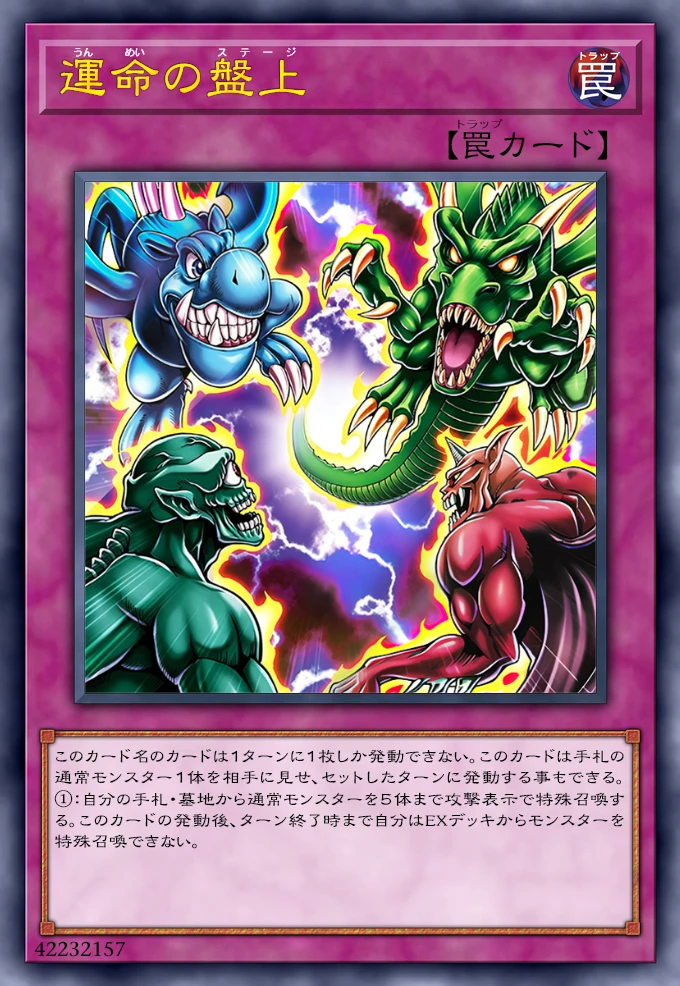 うん めい ステージ
運命の盤上
トラップ
罠
トラップ
【罠カード】
このカード名のカードは1ターンに1枚しか発動できない。このカードは手札の
通常モンスター1体を相手に見せ、セットしたターンに発動する事もできる。
①:自分の手札・墓地から通常モンスターを5体まで攻撃表示で特殊召喚す
る。このカードの発動後、ターン終了時まで自分はEXデッキからモンスターを
特殊召喚できない。
42232157